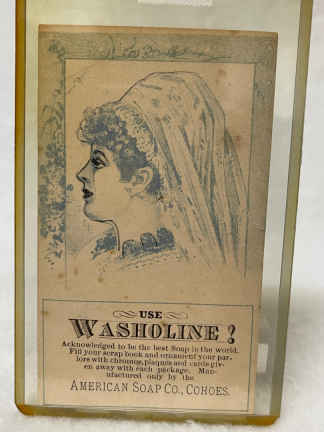 USE
WASHOLINE!
Acknowledged to be the best Soap in the world.
Fill your scrap book and ornament your par-
lors with chromos, plaques and cards giv-
en away with each package. Man-
ufactured only by the
AMERICAN SOAP CO., COHOES.